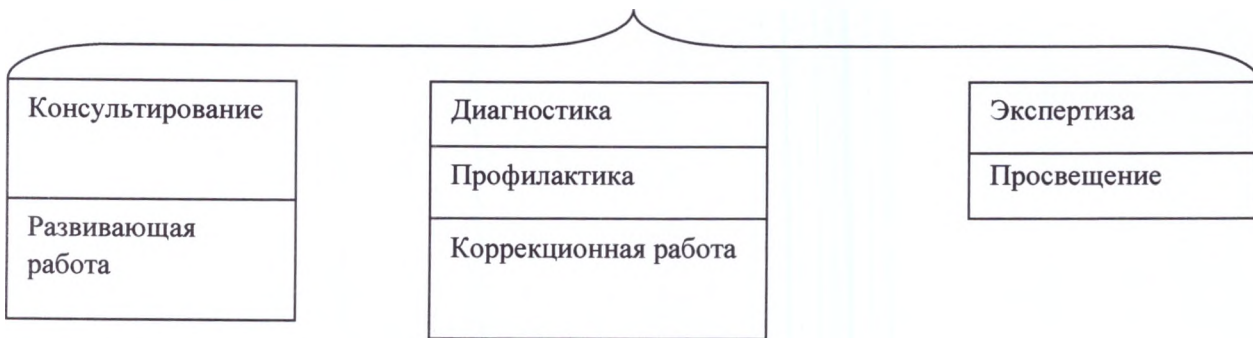 Консультирование
Развивающая
работа
Диагностика
Профилактика
Коррекционная работа
Экспертиза
Просвещение